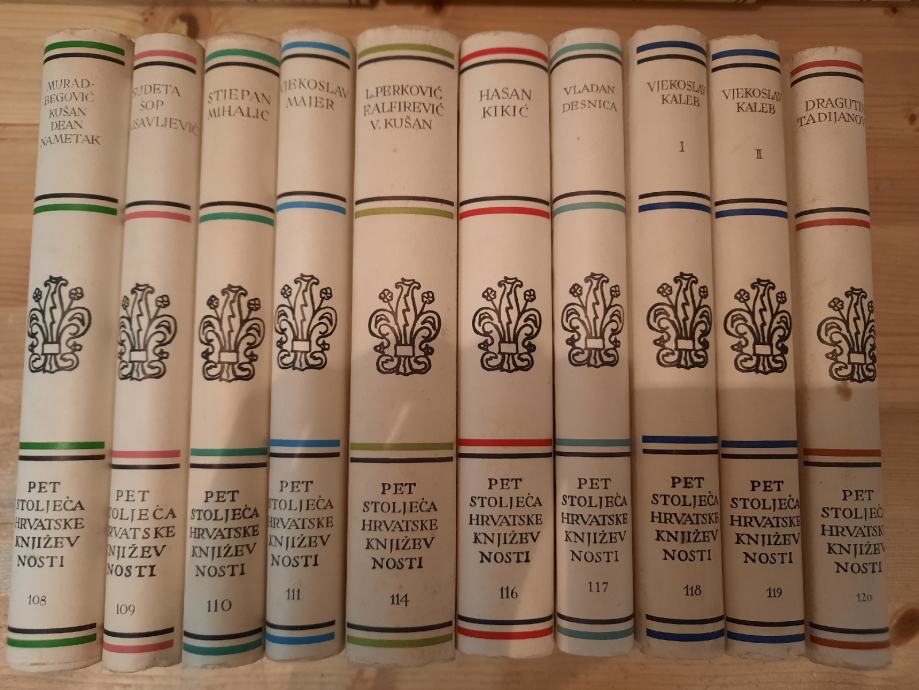 MURAD-
BEGOVIĆ
KUŠAN
DEAN
NAMETAK
PET
STOLJEĆA
HRVATSKE
KNJIŽEV
NOSTI
108
SUDETA
ŠOP
PET
STOLJEĆA
HRVATSKE
KNJIŽEV
NOSTI
109
STJEPAN
MIHALIĆ
PET
STOLJEĆA
HRVATSKE
KNJIŽEV
NOSTI
110
VJEKOSLAV
MAJER
PET
STOLJEĆA
HRVATSKE
KNJIŽEV
NOSTI
111
L. PERKOVIĆ
F. ALFIREVIĆ
V. KUŠAN
PET
STOLJEĆA
HRVATSKE
KNJIŽEV
NOSTI
114
HASAN
KIKIĆ
PET
STOLJEĆA
HRVATSKE
KNJIŽEV
NOSTI
116
VLADAN
DESNICA
PET
STOLJEĆA
HRVATSKE
KNJIŽEV
NOSTI
117
VJEKOSLAV
KALEB
I
PET
STOLJEĆA
HRVATSKE
KNJIŽEV
NOSTI
118
VJEKOSLAV
KALEB
II
PET
STOLJEĆA
HRVATSKE
KNJIŽEV
NOSTI
119
DRAGUTIN
TADIJANOV
PET
STOLJEĆA
HRVATSKE
KNJIŽEV
NOSTI
120